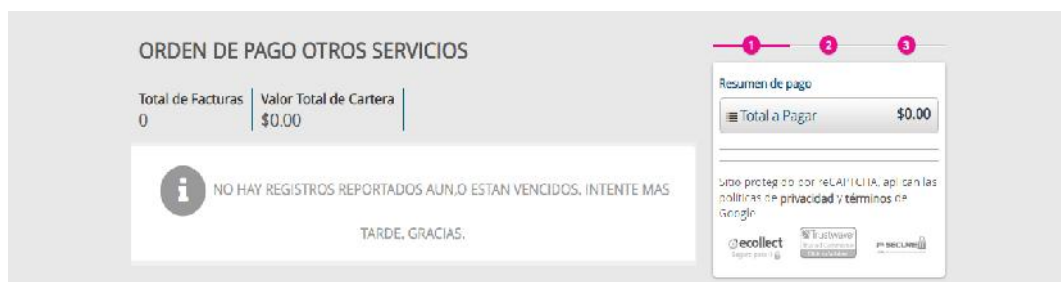 ORDEN DE PAGO OTROS SERVICIOS
Total de Facturas
0
Valor Total de Cartera
$0.00
NO HAY REGISTROS REPORTADOS AUN,O ESTAN VENCIDOS. INTENTE MAS
TARDE, GRACIAS.
1 2 3
Resumen de pago
Total a Pagar $0.00
Sitio protegido por reCAPTCHA, aplican las
políticas de privacidad y términos de
Google
ecollect
Trustwave
SECURE